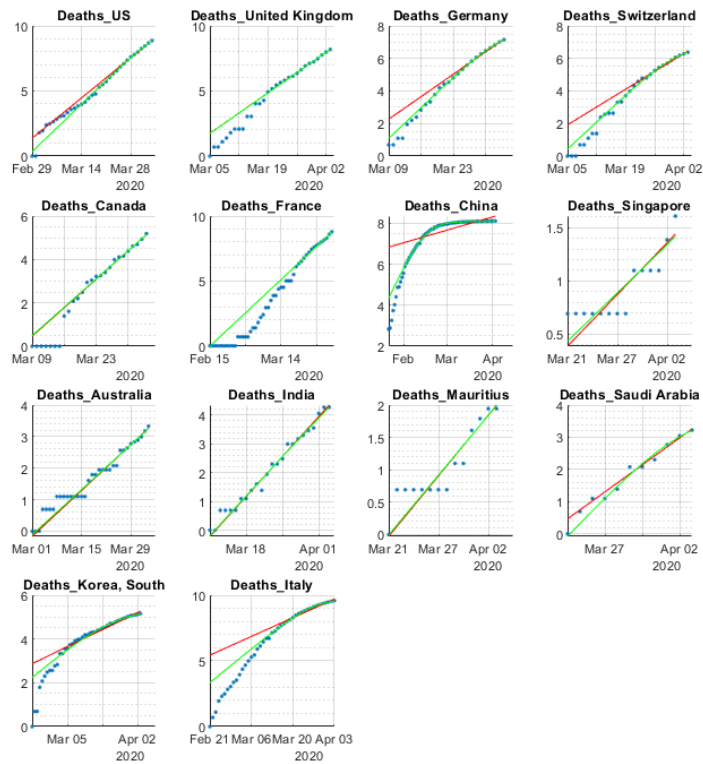 Deaths_US
Deaths_United Kingdom
Deaths_Germany
Deaths_Switzerland
10
5
0
Feb 29 Mar 14 Mar 28
2020
10
5
0
Mar 05 Mar 19 Apr 02
2020
8
6
4
2
0
Mar 09 Mar 23
2020
8
6
4
2
0
Mar 05 Mar 19 Apr 02
2020
Deaths_Canada
Deaths_France
Deaths_China
Deaths_Singapore
6
4
2
0
Mar 09 Mar 23
2020
10
5
0
Feb 15 Mar 14
2020
8
6
4
2
Feb Mar Apr
2020
1.5
1
0.5
Mar 21 Mar 27 Apr 02
2020
Deaths_Australia
Deaths_India
Deaths_Mauritius
Deaths_Saudi Arabia
4
3
2
1
0
Mar 01 Mar 15 Mar 29
2020
4
3
2
1
0
Mar 18 Apr 01
2020
2
1.5
1
0.5
0
Mar 21 Mar 27 Apr 02
2020
4
3
2
1
0
Mar 27 Apr 02
2020
Deaths_Korea, South
Deaths_Italy
6
4
2
0
Mar 05 Apr 02
2020
10
5
0
Feb 21 Mar 06 Mar 20 Apr 03
2020